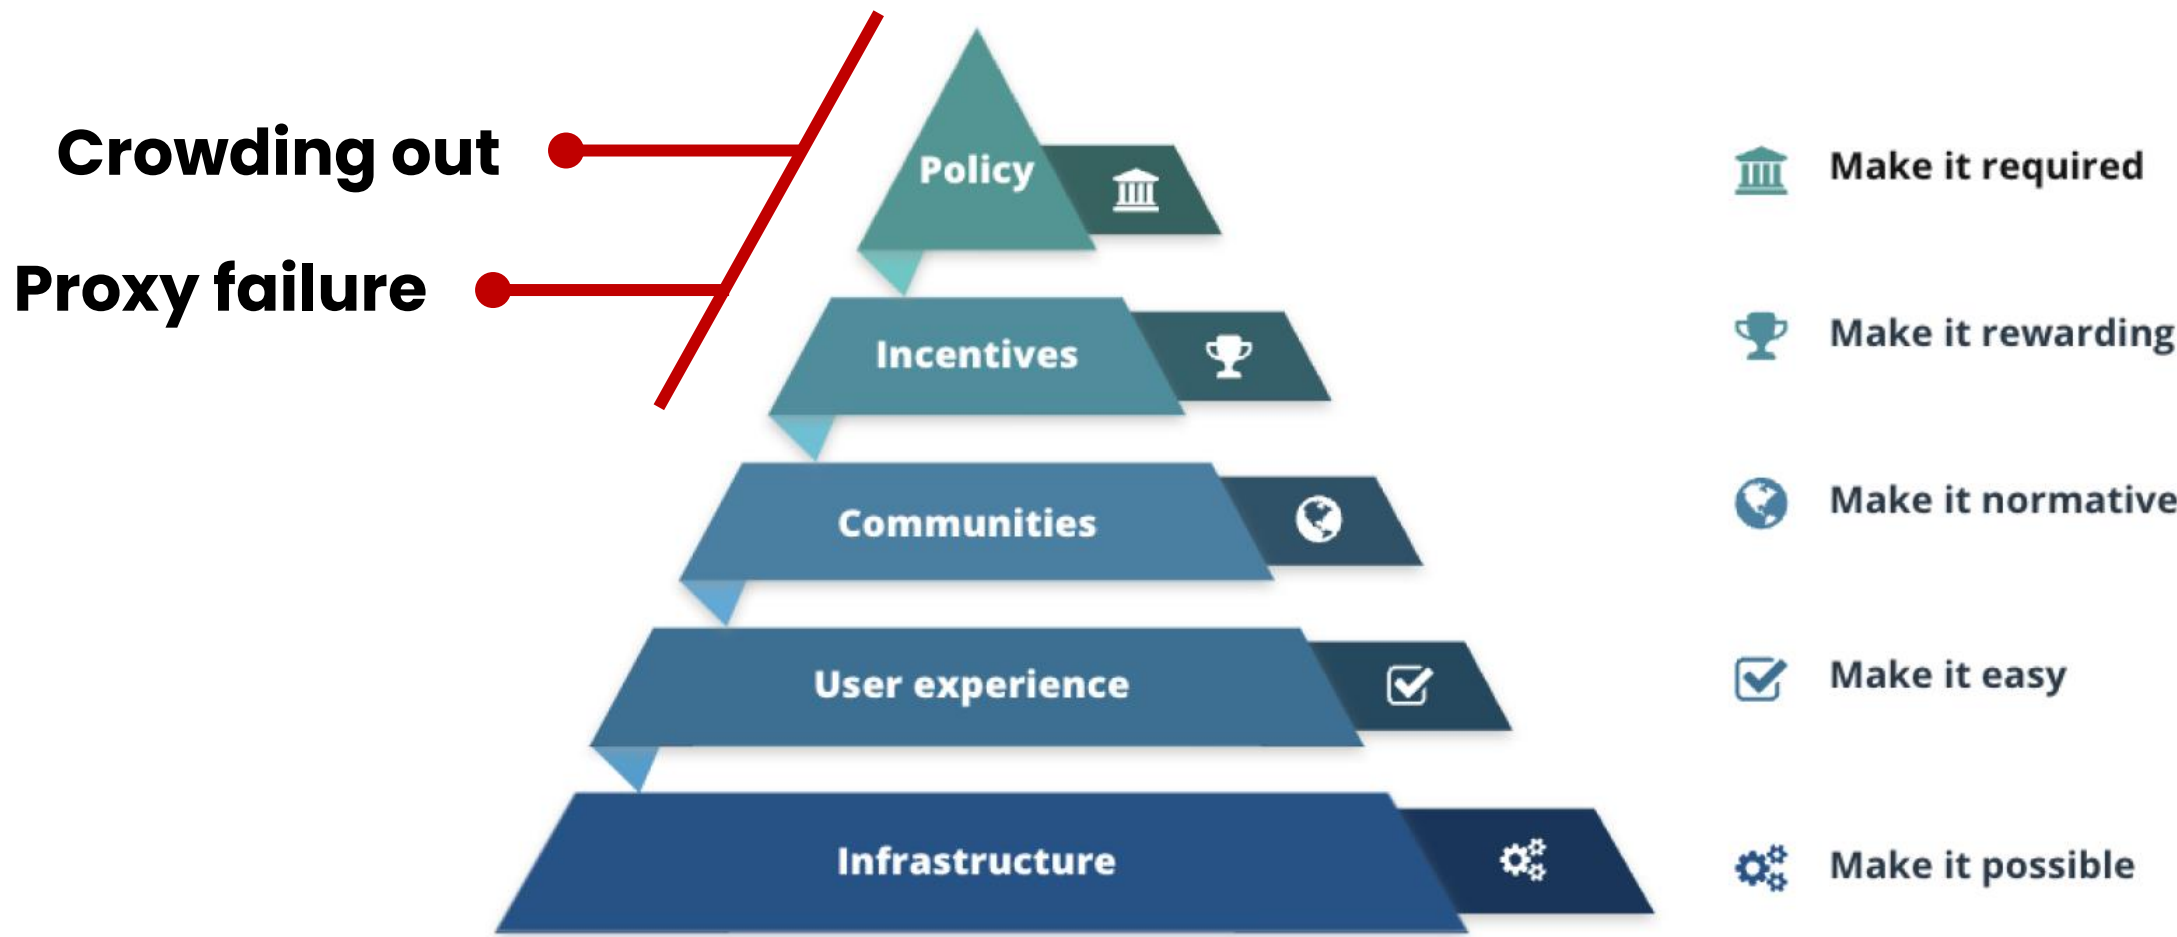 Crowding out
Proxy failure
Policy
Incentives
Communities
User experience
Infrastructure
Make it required
Make it rewarding
Make it normative
Make it easy
Make it possible